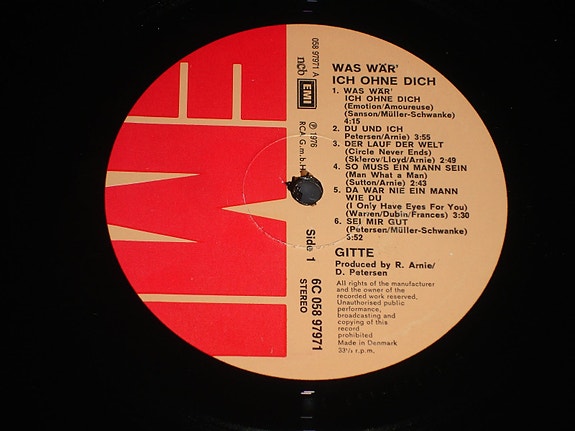 WAS WÄR'
ICH OHNE DICH
1. WAS WÄR'
ICH OHNE DICH
(Emotion/Amoureuse)
(Sanson/Müller-Schwanke)
4:15
2. DU UND ICH
Petersen/Arnie) 3:55
3. DER LAUF DER WELT
(Circle Never Ends)
(Sklerov/Lloyd/Arnie) 2:49
4. SO MUSS EIN MANN SEIN
(Man What a Man)
(Sutton/Arnie) 2:43
5. DA WAR NIE EIN MANN
WIE DU
(I Only Have Eyes For You)
(Warren/Dubin/Frances) 3:30
6. SEI MIR GUT
(Petersen/Müller-Schwanke)
3:52
GITTE
Produced by R. Arnie/
D. Petersen
All rights of the manufacturer
and the owner of the
recorded work reserved.
Unauthorised public
performance,
broadcasting and
copying of this
record
prohibited
Made in Denmark
33⅓ r.p.m.
058 97971 A
ncb
EMI
℗ 1976
RCA G.m.b.H
Side 1
6C 058 97971
STEREO
EMI